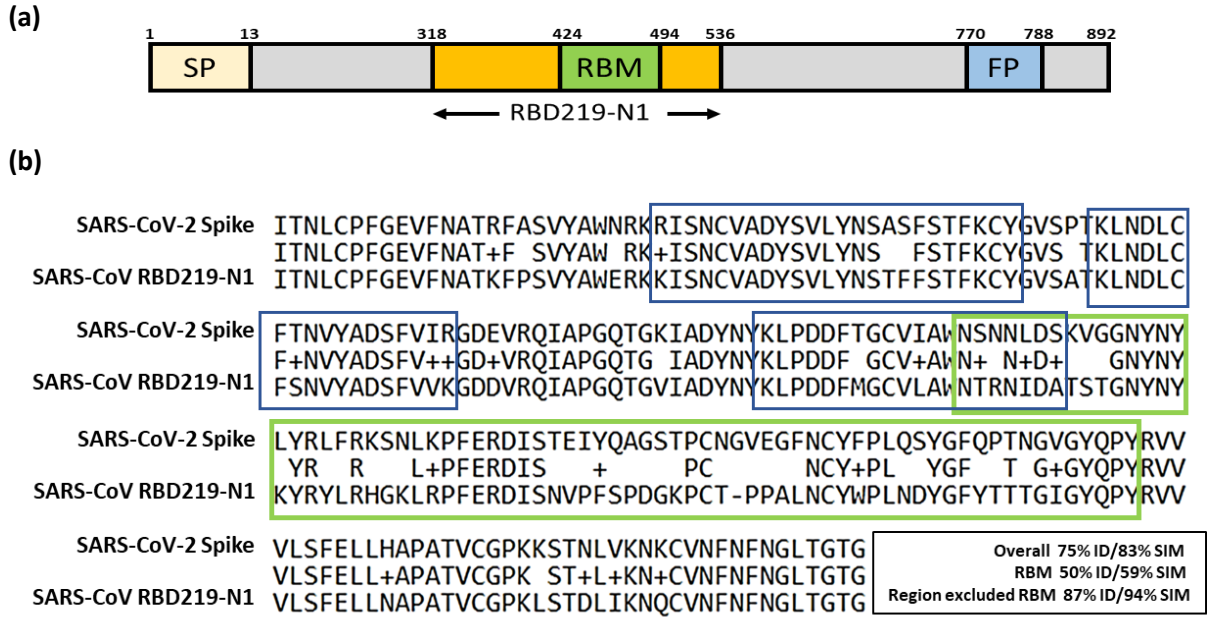 (a)
1 13 318 424 494 536 770 788 892
SP RBM FP
RBD219-N1
(b)
SARS-CoV-2 Spike ITNLCPFGEVFNATRFASVYAWNRKRISNCVADYSVLYNSASFSTFKCYGVSPTKLNDLC
ITNLCPFGEVFNAT+F SVYAW RK+ISNCVADYSVLYNS FSTFKCYGVS TKLNDLC
SARS-CoV RBD219-N1 ITNLCPFGEVFNATKFPSVYAWERKKISNCVADYSVLYNSTFFSTFKCYGVSATKLNDLC
SARS-CoV-2 Spike FTNVYADSFVIRGDEVRQIAPGQTGKIADYNYKLPDDFTGCVIAWNSNNLDSKVGGNYNY
F+NVYADSFV++GD+VRQIAPGQTG IADYNYKLPDDF GCV+AWN+ N+D+ GNYNY
SARS-CoV RBD219-N1 FSNVYADSFVVKGDDVRQIAPGQTGVIADYNYKLPDDFMGCVLAWNTRNIDATSTGNYNY
SARS-CoV-2 Spike LYRLFRKSNLKPFERDISTEIYQAGSTPCNGVEGFNCYFPLQSYGFQPTNGVGYQPYRVV
YR R L+PFERDIS + PC NCY+PL YGF T G+GYQPYRVV
SARS-CoV RBD219-N1 KYRYLRHGKLRPFERDISNVPFSPDGKPCT-PPALNCYWPLNDYGFYTTTGIGYQPYRVV
SARS-CoV-2 Spike VLSFELLHAPATVCGPKKSTNLVKNKCVNFNFNGLTGTG
VLSFELL+APATVCGPK ST+L+KN+CVNFNFNGLTGTG
SARS-CoV RBD219-N1 VLSFELLNAPATVCGPKLSTDLIKNQCVNFNFNGLTGTG
Overall 75% ID/83% SIM
RBM 50% ID/59% SIM
Region excluded RBM 87% ID/94% SIM